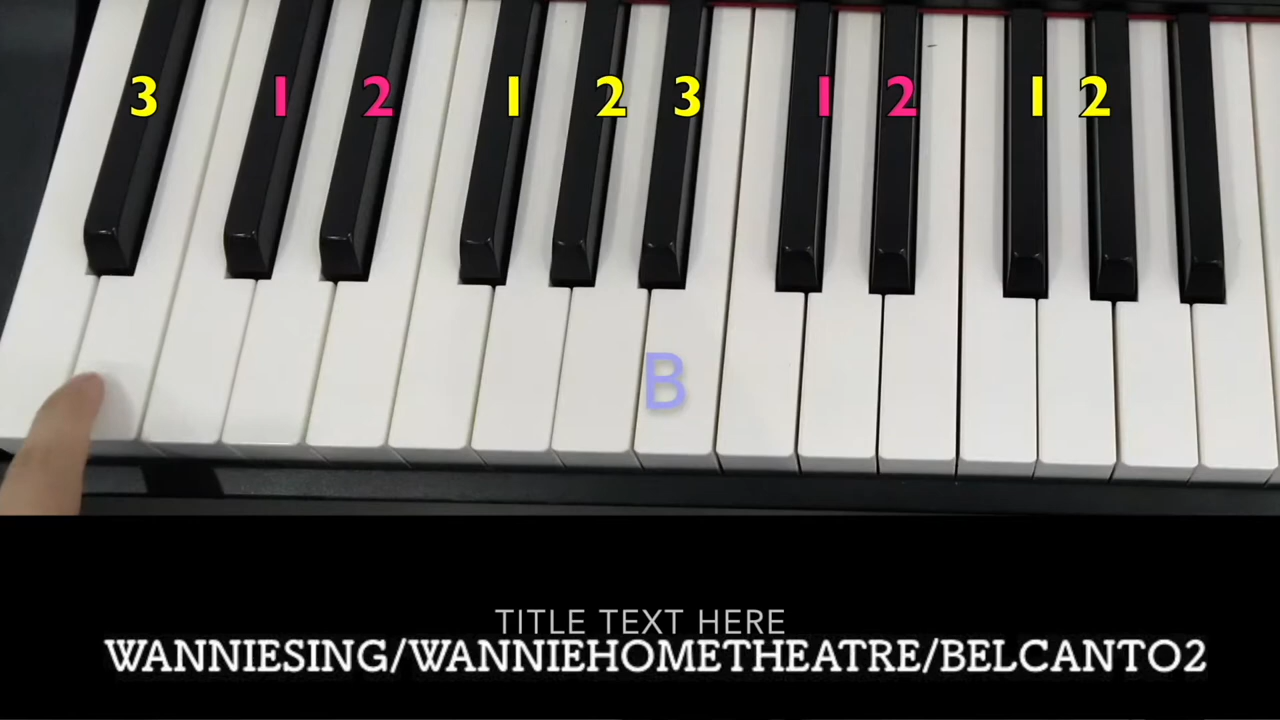 3 1 2 1 2 3 1 2 1 2
B
TITLE TEXT HERE
WANNIESING/WANNIEHOMETHEATRE/BELCANTO2